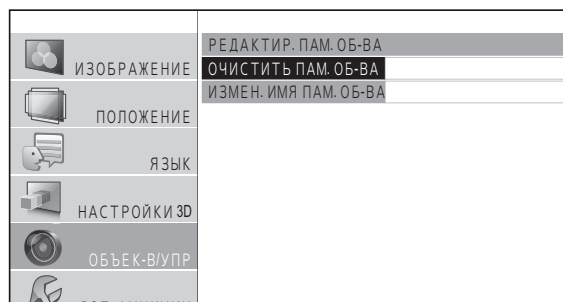 РЕДАКТИР. ПАМ. ОБ-ВА
ОЧИСТИТЬ ПАМ. ОБ-ВА
ИЗМЕН. ИМЯ ПАМ. ОБ-ВА
ИЗОБРАЖЕНИЕ
ПОЛОЖЕНИЕ
ЯЗЫК
НАСТРОЙКИ 3D
ОБЪЕК-В/УПР